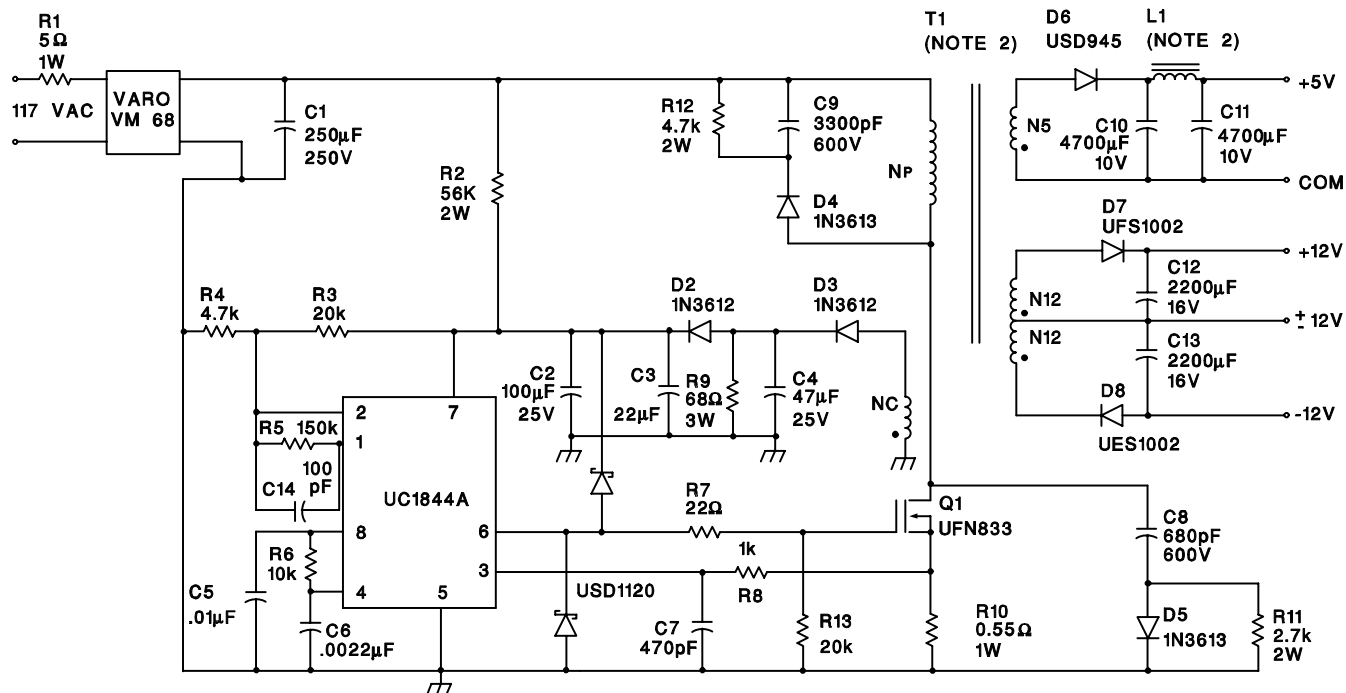 R1
5Ω
1W
117 VAC
VARO
VM 68
C1
250µF
250V
R2
56K
2W
R12
4.7k
2W
C9
3300pF
600V
D4
1N3613
NP
T1
(NOTE 2)
D6
USD945
L1
(NOTE 2)
+5V
N5
C10
4700µF
10V
C11
4700µF
10V
COM
D7
UFS1002
+12V
N12
N12
C12
2200µF
16V
± 12V
C13
2200µF
16V
D8
UES1002
-12V
R4
4.7k
R3
20k
D2
1N3612
D3
1N3612
C2
100µF
25V
C3
22µF
R9
68Ω
3W
C4
47µF
25V
NC
2
7
R5 150k
1
100
pF
C14
UC1844A
8
6
R6
10k
3
4
5
C5
.01µF
C6
.0022µF
R7
22Ω
Q1
UFN833
1k
R8
USD1120
C7
470pF
R13
20k
R10
0.55Ω
1W
C8
680pF
600V
D5
1N3613
R11
2.7k
2W